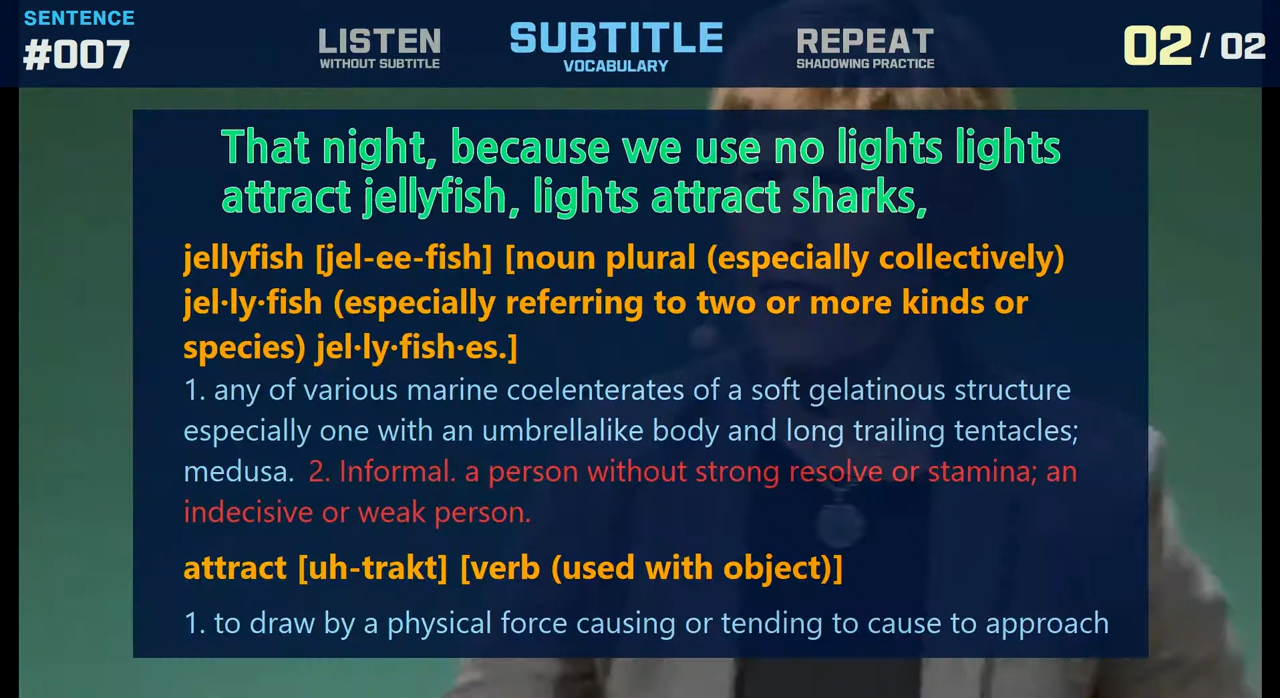 SENTENCE
#007
LISTEN
WITHOUT SUBTITLE
SUBTITLE
VOCABULARY
REPEAT
SHADOWING PRACTICE
02 / 02
That night, because we use no lights lights
attract jellyfish, lights attract sharks,
jellyfish [jel-ee-fish] [noun plural (especially collectively)
jel·ly·fish (especially referring to two or more kinds or
species) jel·ly·fish·es.]
1. any of various marine coelenterates of a soft gelatinous structure
especially one with an umbrellalike body and long trailing tentacles;
medusa. 2. Informal. a person without strong resolve or stamina; an
indecisive or weak person.
attract [uh-trakt] [verb (used with object)]
1. to draw by a physical force causing or tending to cause to approach